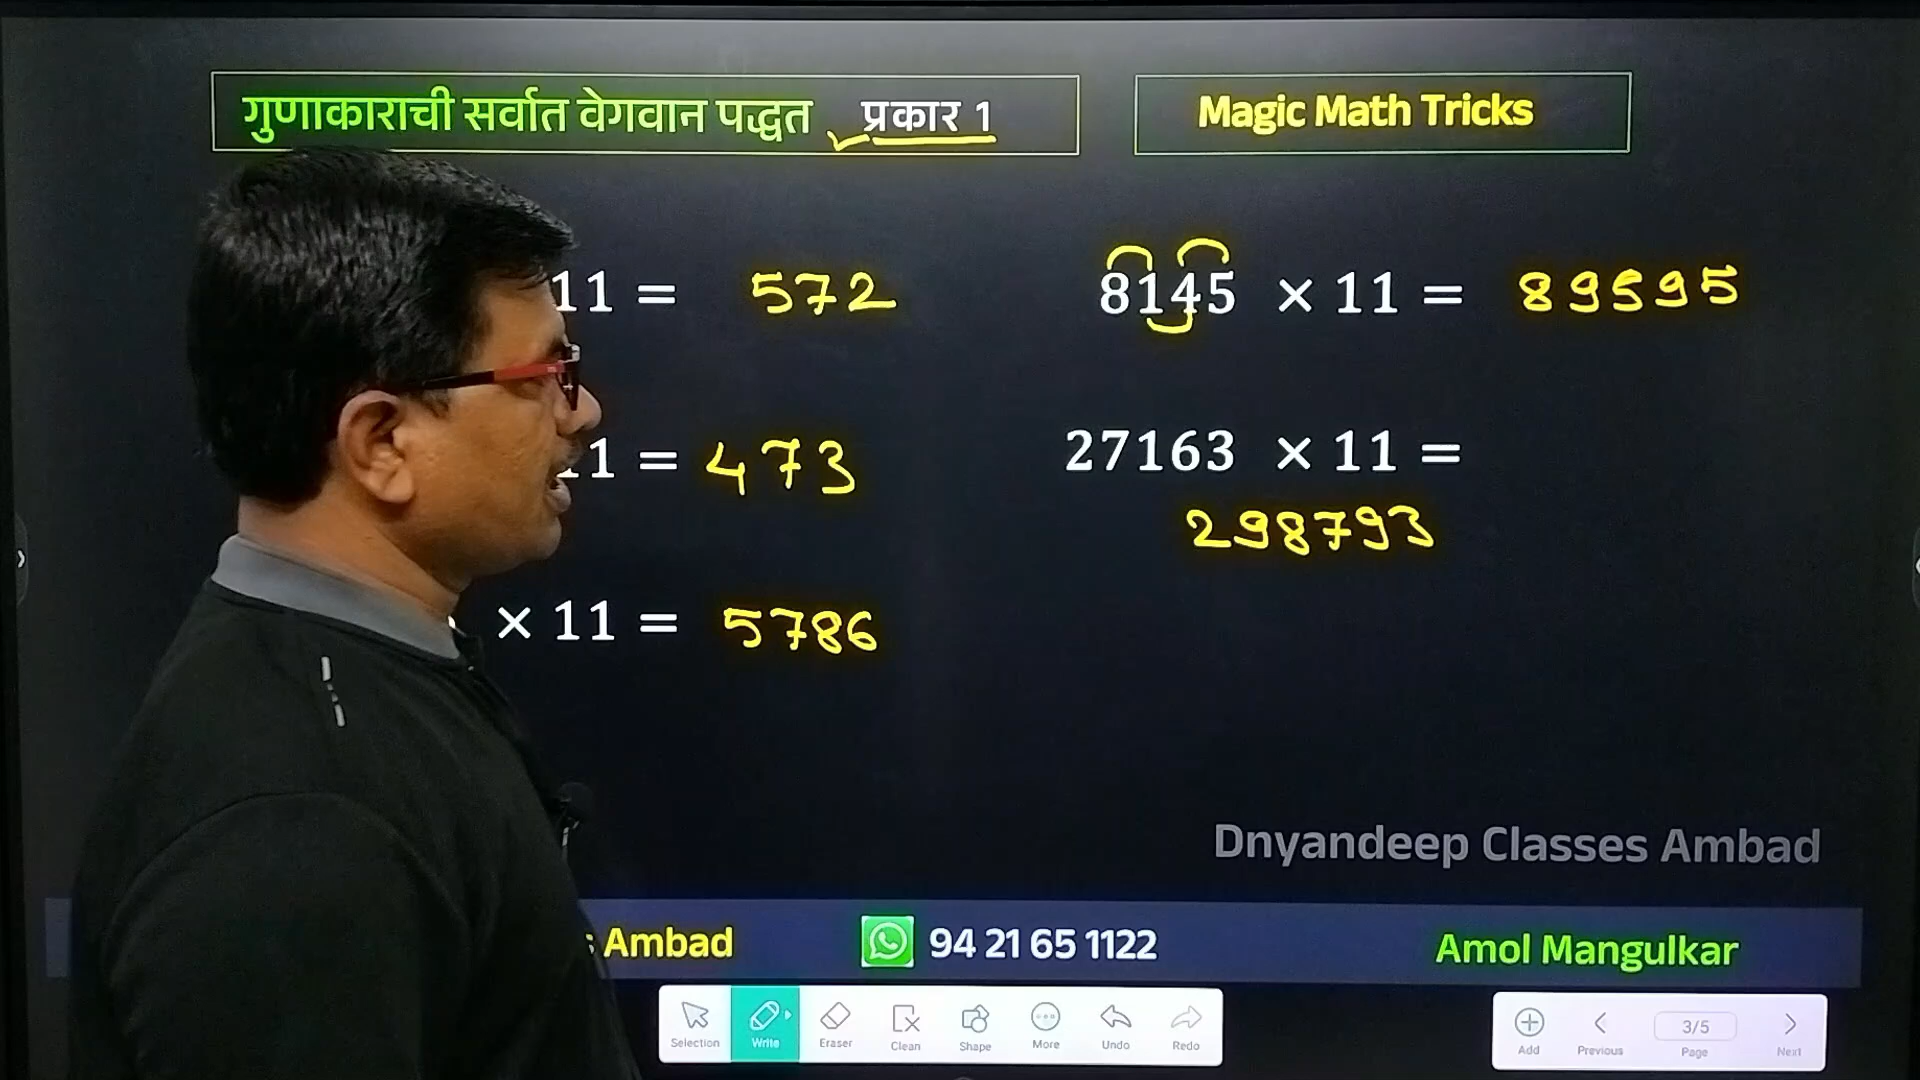 गुणाकाराची सर्वात वेगवान पद्धत प्रकार 1
Magic Math Tricks
11 = 572
11 = 473
× 11 = 5786
8145 × 11 = 89595
27163 × 11 =
298793
Dnyandeep Classes Ambad
Ambad
94 21 65 1122
Amol Mangulkar
Selection Write Eraser Clean Shape More Undo Redo
Add Previous 3/5 Page Next